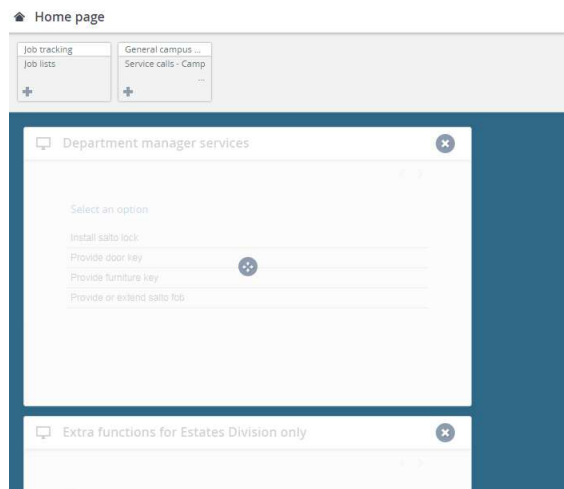 Home page
Job tracking
Job lists
General campus ...
Service calls - Camp
...
Department manager services
Select an option
Install salto lock
Provide door key
Provide furniture key
Provide or extend salto fob
Extra functions for Estates Division only